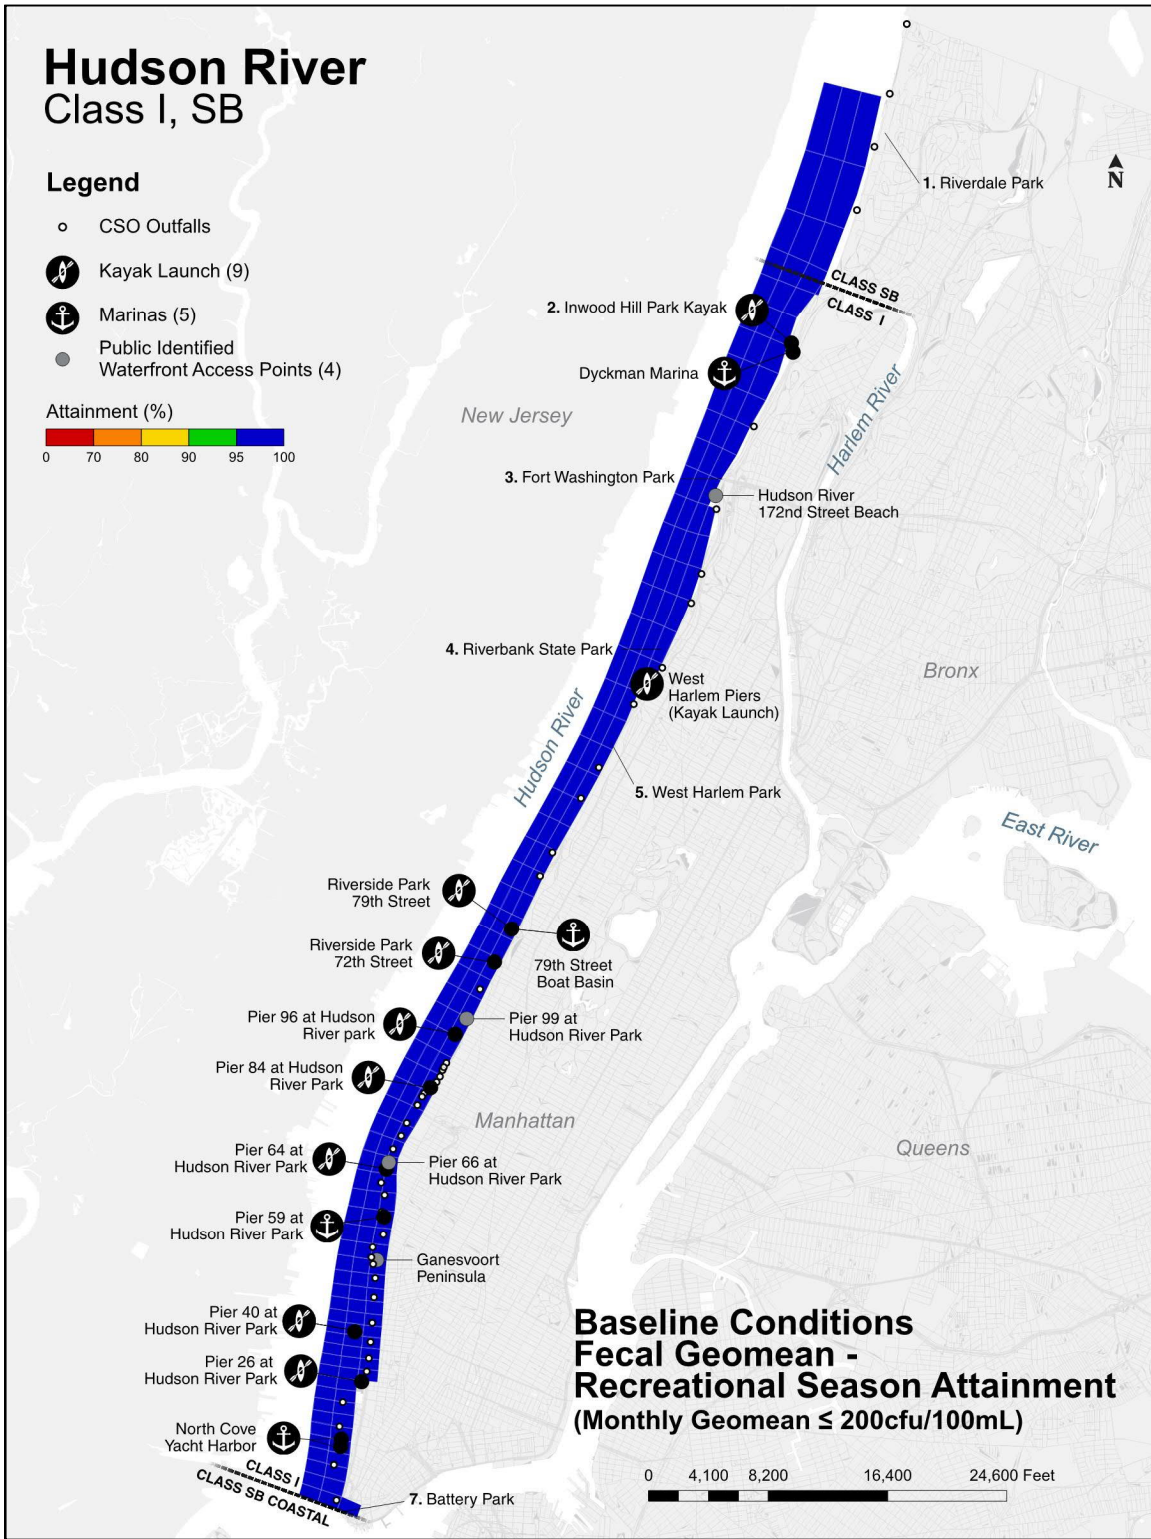 Hudson River
Class I, SB
Legend
CSO Outfalls
Kayak Launch (9)
Marinas (5)
Public Identified
Waterfront Access Points (4)
Attainment (%)
0 70 80 90 95 100
N
1. Riverdale Park
CLASS SB
CLASS I
2. Inwood Hill Park Kayak
Dyckman Marina
New Jersey
Harlem River
3. Fort Washington Park
Hudson River
172nd Street Beach
4. Riverbank State Park
West
Harlem Piers
(Kayak Launch)
Bronx
Hudson River
5. West Harlem Park
East River
Riverside Park
79th Street
Riverside Park
72th Street
79th Street
Boat Basin
Pier 96 at Hudson
River park
Pier 99 at
Hudson River Park
Pier 84 at Hudson
River Park
Manhattan
Queens
Pier 64 at
Hudson River Park
Pier 66 at
Hudson River Park
Pier 59 at
Hudson River Park
Ganesvoort
Peninsula
Pier 40 at
Hudson River Park
Pier 26 at
Hudson River Park
North Cove
Yacht Harbor
CLASS I
CLASS SB COASTAL
7. Battery Park
Baseline Conditions
Fecal Geomean -
Recreational Season Attainment
(Monthly Geomean ≤ 200cfu/100mL)
0 4,100 8,200 16,400 24,600 Feet